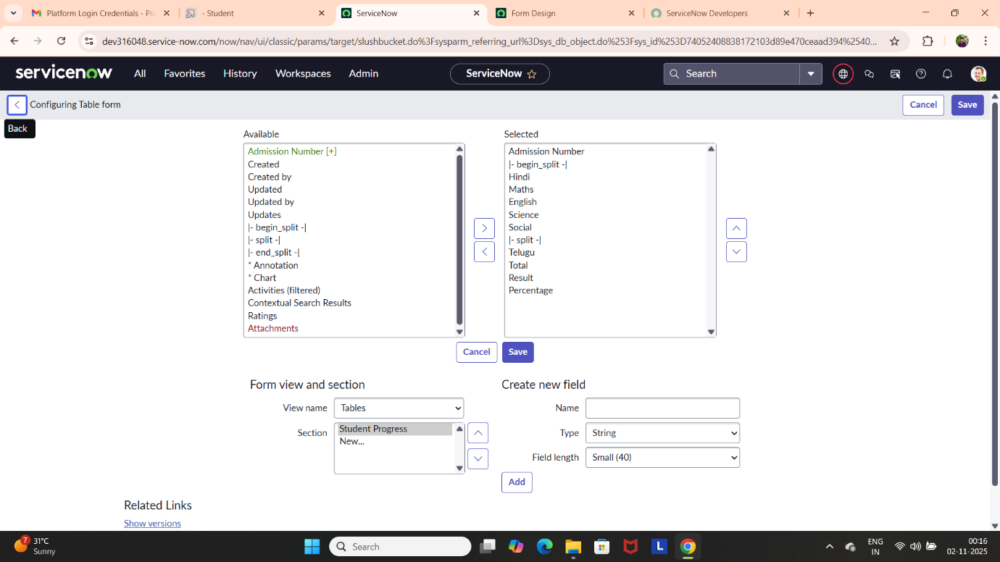 Platform Login Credentials - Pro
- Student
ServiceNow
Form Design
ServiceNow Developers
dev316048.service-now.com/now/nav/ui/classic/params/target/slushbucket.do%3Fsysparm_referring_url%3Dsys_db_object.do%253Fsys_id%253D74052408838172103d89e470ceaad394%2540...
servicenow
All
Favorites
History
Workspaces
Admin
ServiceNow
Search
Configuring Table form
Cancel
Save
Back
Available
Admission Number [+]
Created
Created by
Updated
Updated by
Updates
|- begin_split -|
|- split -|
|- end_split -|
* Annotation
* Chart
Activities (filtered)
Contextual Search Results
Ratings
Attachments
Selected
Admission Number
|- begin_split -|
Hindi
Maths
English
Science
Social
|- split -|
Telugu
Total
Result
Percentage
Cancel
Save
Form view and section
View name
Tables
Section
Student Progress
New...
Create new field
Name
Type
String
Field length
Small (40)
Add
Related Links
Show versions
7
31°C
Sunny
Search
L
ENG
IN
00:16
02-11-2025